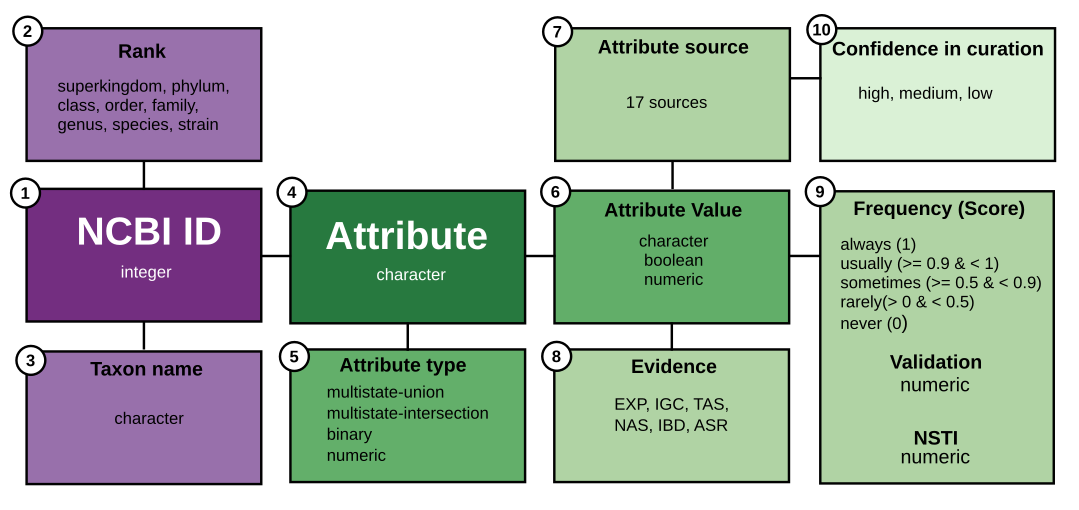 2
Rank
superkingdom, phylum,
class, order, family,
genus, species, strain
1
NCBI ID
integer
3
Taxon name
character
4
Attribute
character
5
Attribute type
multistate-union
multistate-intersection
binary
numeric
6
Attribute Value
character
boolean
numeric
7
Attribute source
17 sources
8
Evidence
EXP, IGC, TAS,
NAS, IBD, ASR
9
Frequency (Score)
always (1)
usually (>= 0.9 & < 1)
sometimes (>= 0.5 & < 0.9)
rarely(> 0 & < 0.5)
never (0)
Validation
numeric
NSTI
numeric
10
Confidence in curation
high, medium, low